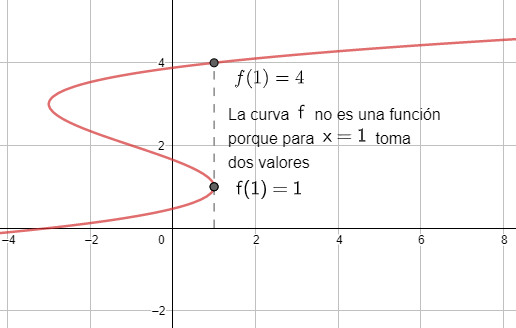 4
f(1) = 4
La curva f no es una función
porque para x = 1 toma
2
dos valores
f(1) = 1
−4 −2 0 2 4 6 8
−2